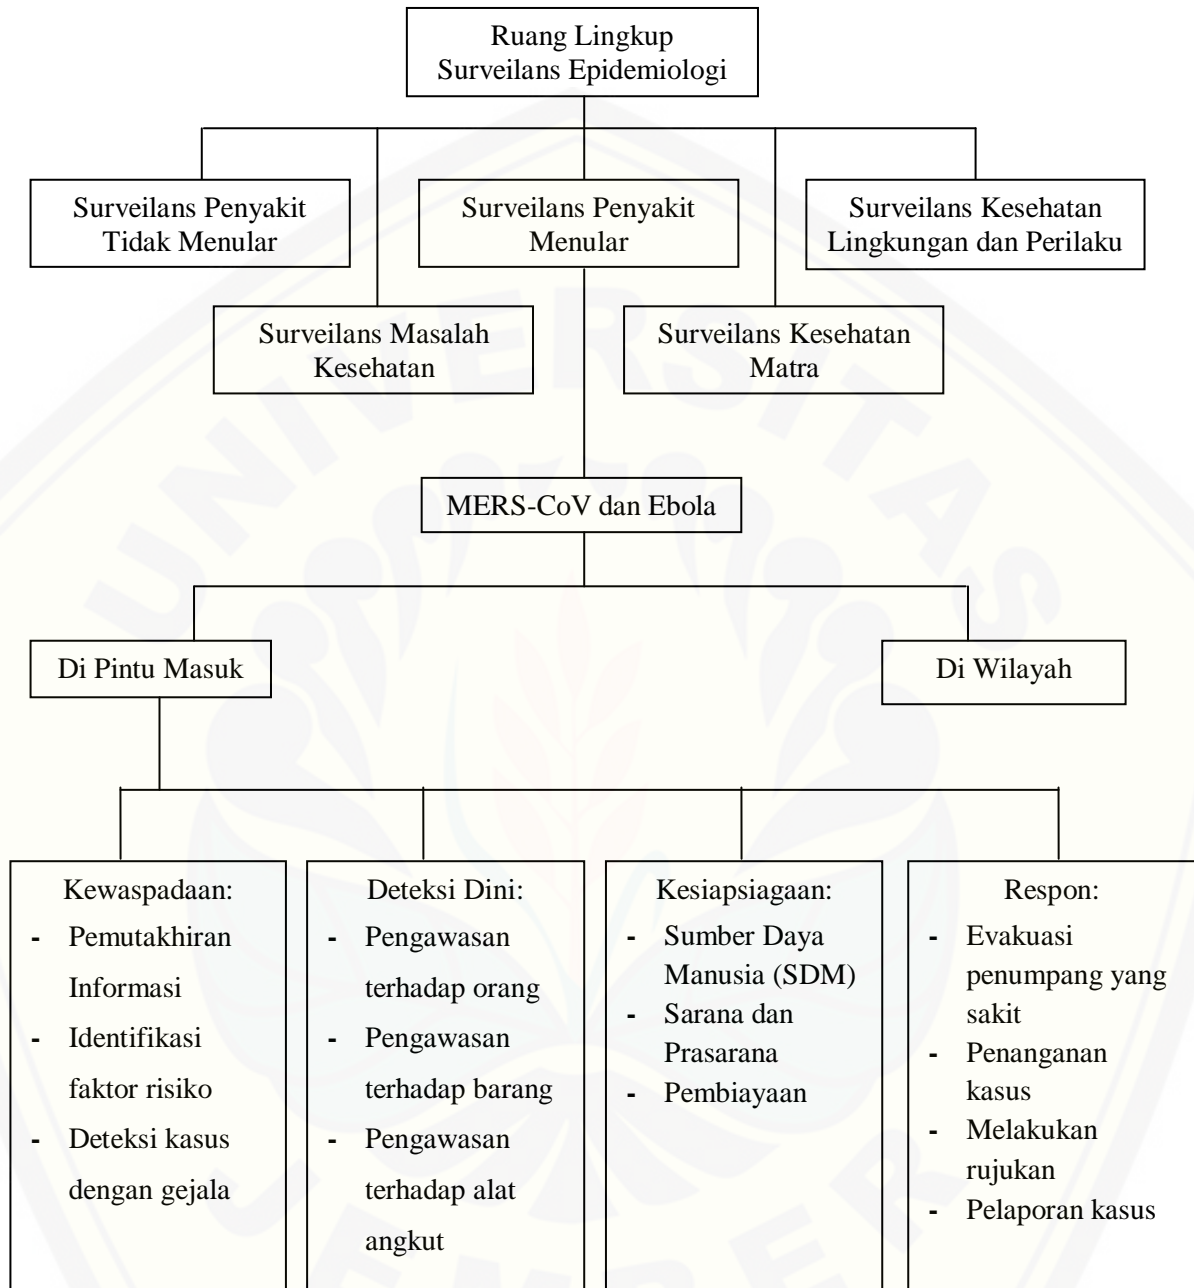 Ruang Lingkup
Surveilans Epidemiologi
Surveilans Penyakit
Tidak Menular
Surveilans Penyakit
Menular
Surveilans Kesehatan
Lingkungan dan Perilaku
Surveilans Masalah
Kesehatan
Surveilans Kesehatan
Matra
MERS-CoV dan Ebola
Di Pintu Masuk
Di Wilayah
Kewaspadaan:
- Pemutakhiran
Informasi
- Identifikasi
faktor risiko
- Deteksi kasus
dengan gejala
Deteksi Dini:
- Pengawasan
terhadap orang
- Pengawasan
terhadap barang
- Pengawasan
terhadap alat
angkut
Kesiapsiagaan:
- Sumber Daya
Manusia (SDM)
- Sarana dan
Prasarana
- Pembiayaan
Respon:
- Evakuasi
penumpang yang
sakit
- Penanganan
kasus
- Melakukan
rujukan
- Pelaporan kasus
UNIVERSITAS
JEMBER